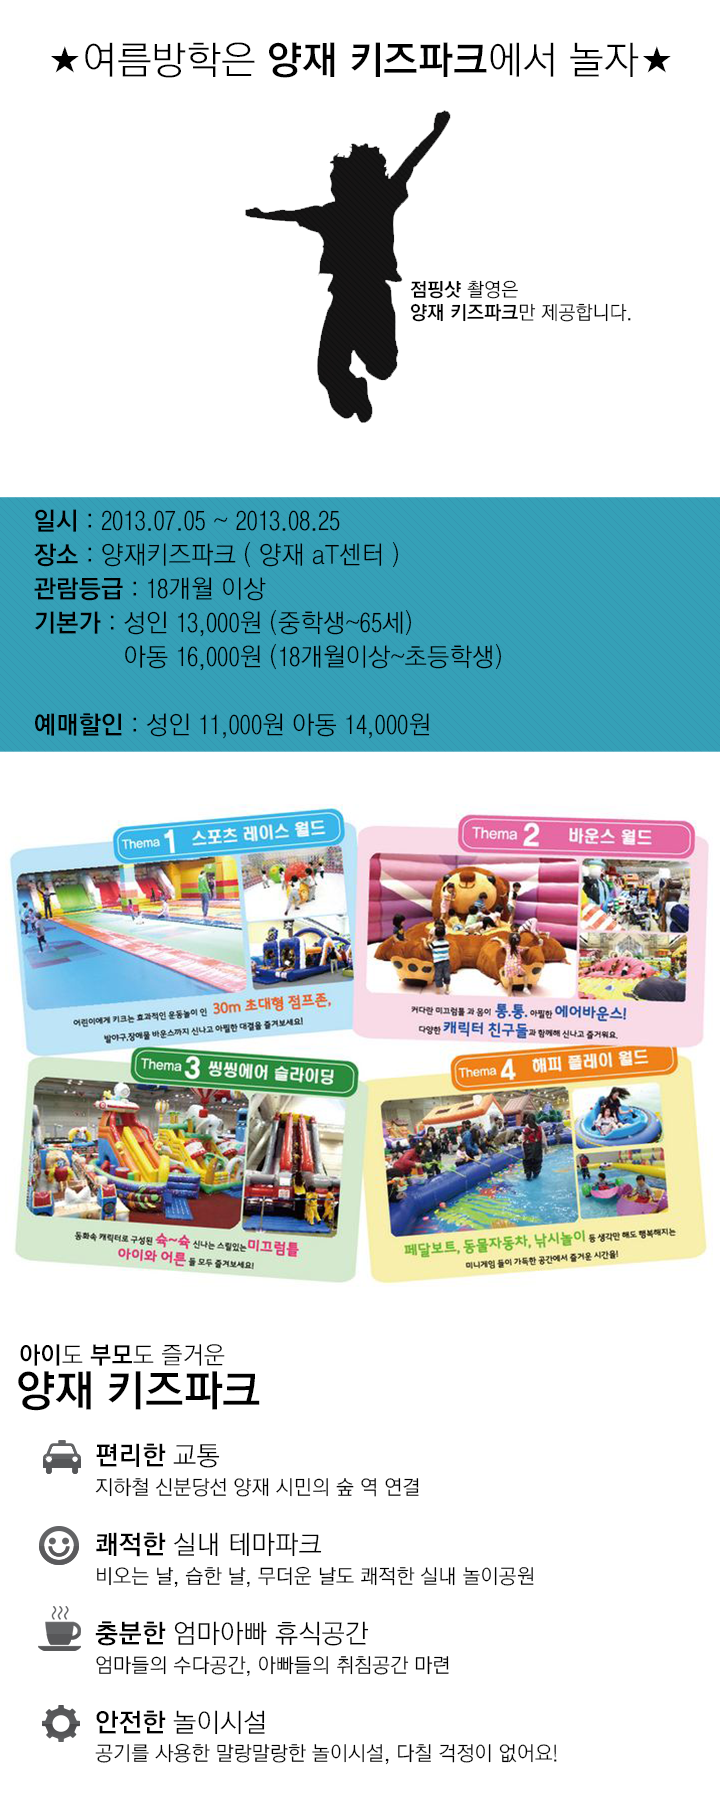 ★여름방학은 양재 키즈파크에서 놀자★
점핑샷 촬영은
양재 키즈파크만 제공합니다.
일시 : 2013.07.05 ~ 2013.08.25
장소 : 양재키즈파크 ( 양재 aT센터 )
관람등급 : 18개월 이상
기본가 : 성인 13,000원 (중학생~65세)
아동 16,000원 (18개월이상~초등학생)
예매할인 : 성인 11,000원 아동 14,000원
Thema 1 스포츠 레이스 월드
어린이에게 키크는 효과적인 운동놀이 인 30m 초대형 점프존,
발야구,장애물 바운스까지 신나고 아찔한 대결을 즐겨보세요!
Thema 2 바운스 월드
커다란 미끄럼틀 과 몸이 통.통. 아찔한 에어바운스!
다양한 캐릭터 친구들과 함께해 신나고 즐거워요.
Thema 3 씽씽에어 슬라이딩
동화속 캐릭터로 구성된 슉~슉 신나는 스릴있는 미끄럼틀
아이와 어른 들 모두 즐겨보세요!
Thema 4 해피 플레이 월드
페달보트, 동물자동차, 낚시놀이 등 생각만 해도 행복해지는
미니게임 들이 가득한 공간에서 즐거운 시간을!
아이도 부모도 즐거운
양재 키즈파크
편리한 교통
지하철 신분당선 양재 시민의 숲 역 연결
쾌적한 실내 테마파크
비오는 날, 습한 날, 무더운 날도 쾌적한 실내 놀이공원
충분한 엄마아빠 휴식공간
엄마들의 수다공간, 아빠들의 취침공간 마련
안전한 놀이시설
공기를 사용한 말랑말랑한 놀이시설, 다칠 걱정이 없어요!